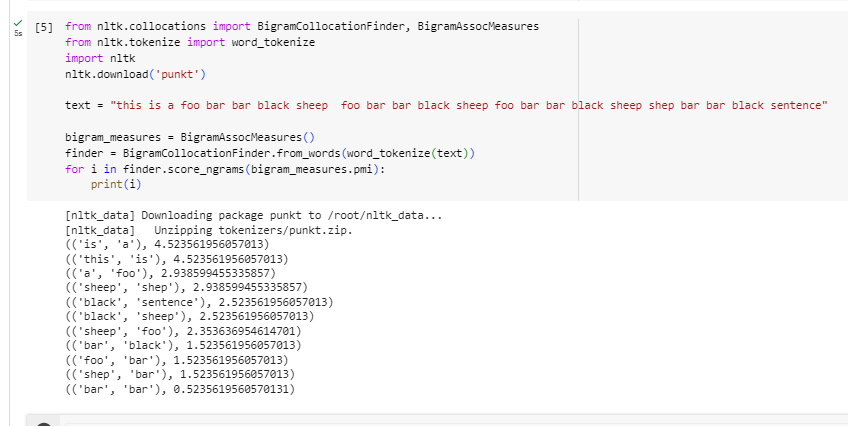 [5] from nltk.collocations import BigramCollocationFinder, BigramAssocMeasures
5s
from nltk.tokenize import word_tokenize
import nltk
nltk.download('punkt')
text = "this is a foo bar bar black sheep  foo bar bar black sheep foo bar bar black sheep shep bar bar black sentence"
bigram_measures = BigramAssocMeasures()
finder = BigramCollocationFinder.from_words(word_tokenize(text))
for i in finder.score_ngrams(bigram_measures.pmi):
    print(i)
[nltk_data] Downloading package punkt to /root/nltk_data...
[nltk_data]   Unzipping tokenizers/punkt.zip.
(('is', 'a'), 4.523561956057013)
(('this', 'is'), 4.523561956057013)
(('a', 'foo'), 2.938599455335857)
(('sheep', 'shep'), 2.938599455335857)
(('black', 'sentence'), 2.523561956057013)
(('black', 'sheep'), 2.523561956057013)
(('sheep', 'foo'), 2.353636954614701)
(('bar', 'black'), 1.523561956057013)
(('foo', 'bar'), 1.523561956057013)
(('shep', 'bar'), 1.523561956057013)
(('bar', 'bar'), 0.5235619560570131)